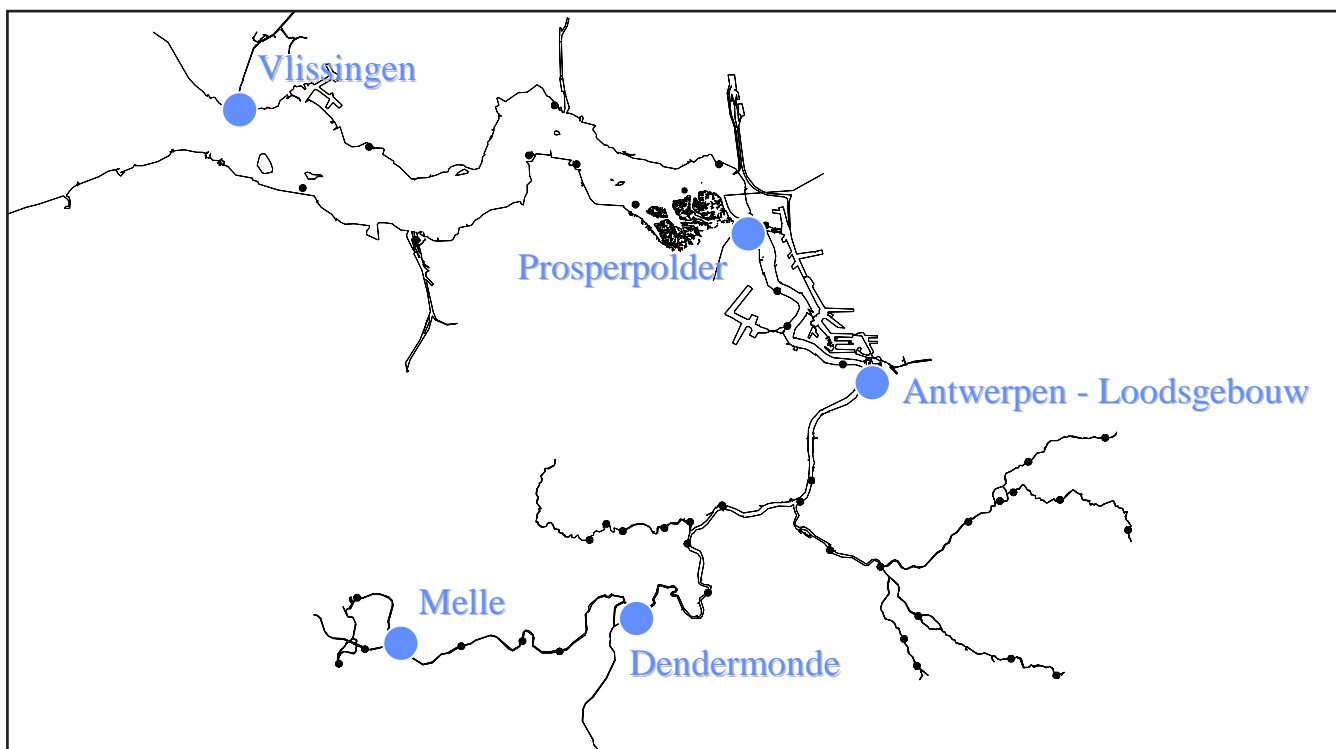 Vlissingen
Prosperpolder
Antwerpen - Loodsgebouw
Melle
Dendermonde